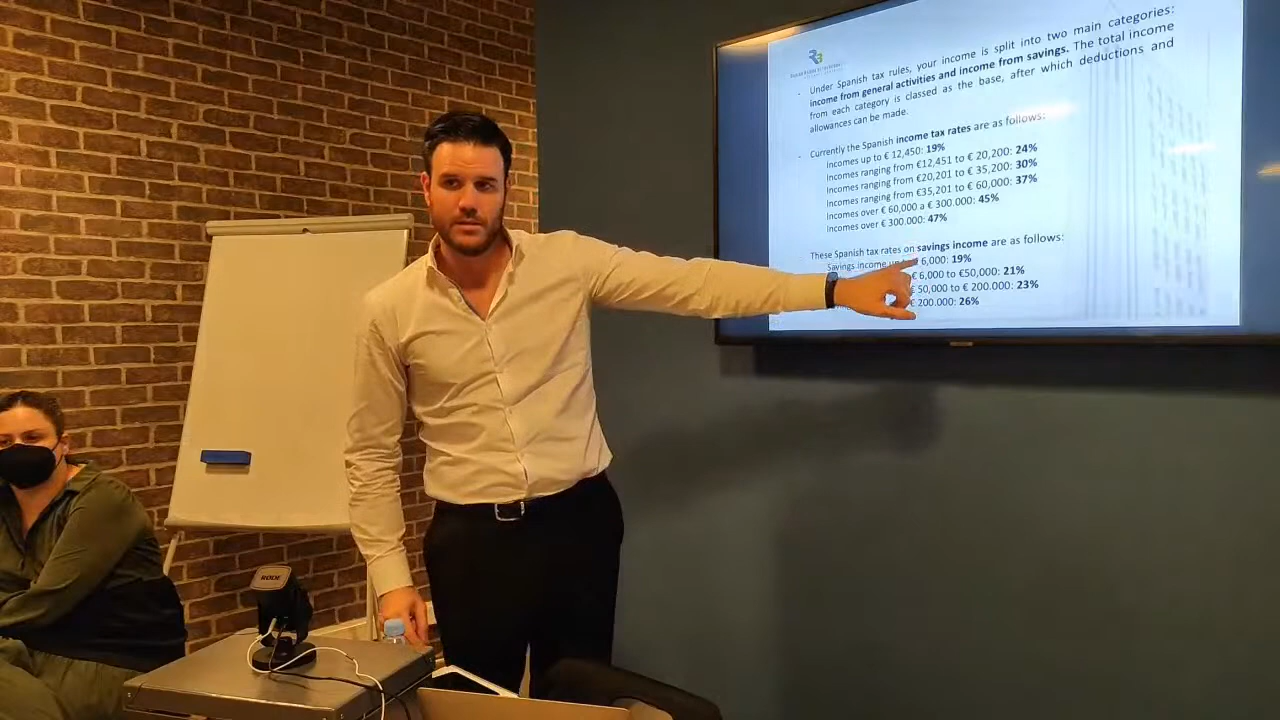 RB
- Under Spanish tax rules, your income is split into two main categories:
income from general activities and income from savings. The total income
from each category is classed as the base, after which deductions and
allowances can be made.
- Currently the Spanish income tax rates are as follows:
Incomes up to € 12,450: 19%
Incomes ranging from €12,451 to € 20,200: 24%
Incomes ranging from €20,201 to € 35,200: 30%
Incomes ranging from €35,201 to € 60,000: 37%
Incomes over € 60,000 a € 300.000: 45%
Incomes over € 300.000: 47%
These Spanish tax rates on savings income are as follows:
Savings income 6,000: 19%
€ 6,000 to €50,000: 21%
€ 50,000 to € 200.000: 23%
€ 200.000: 26%
RODE